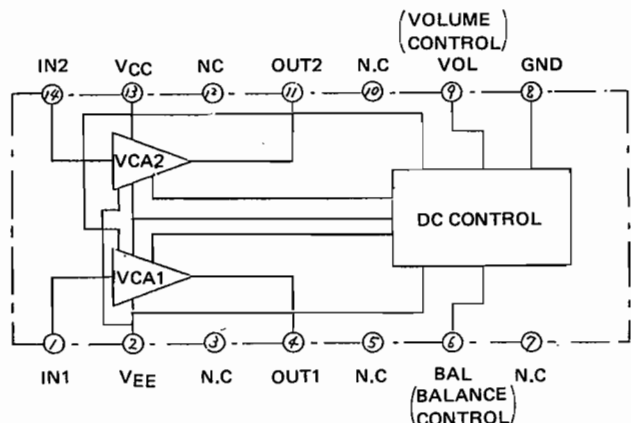 (VOLUME
CONTROL)
IN2 VCC NC OUT2 N.C VOL GND
14 13 12 11 10 9 8
VCA2
DC CONTROL
VCA1
1 2 3 4 5 6 7
IN1 VEE N.C OUT1 N.C BAL N.C
(BALANCE
CONTROL)